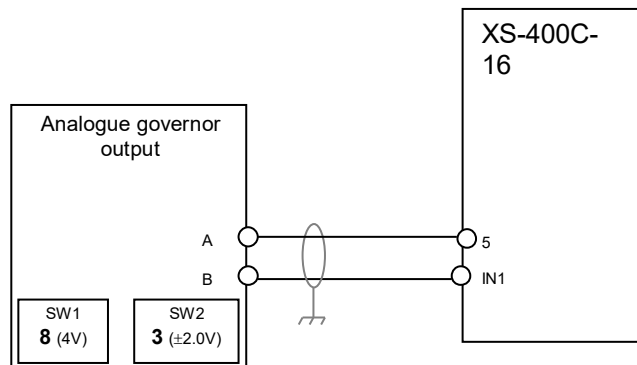 XS-400C-
16
Analogue governor
output
A
5
B
IN1
SW1
8 (4V)
SW2
3 (±2.0V)